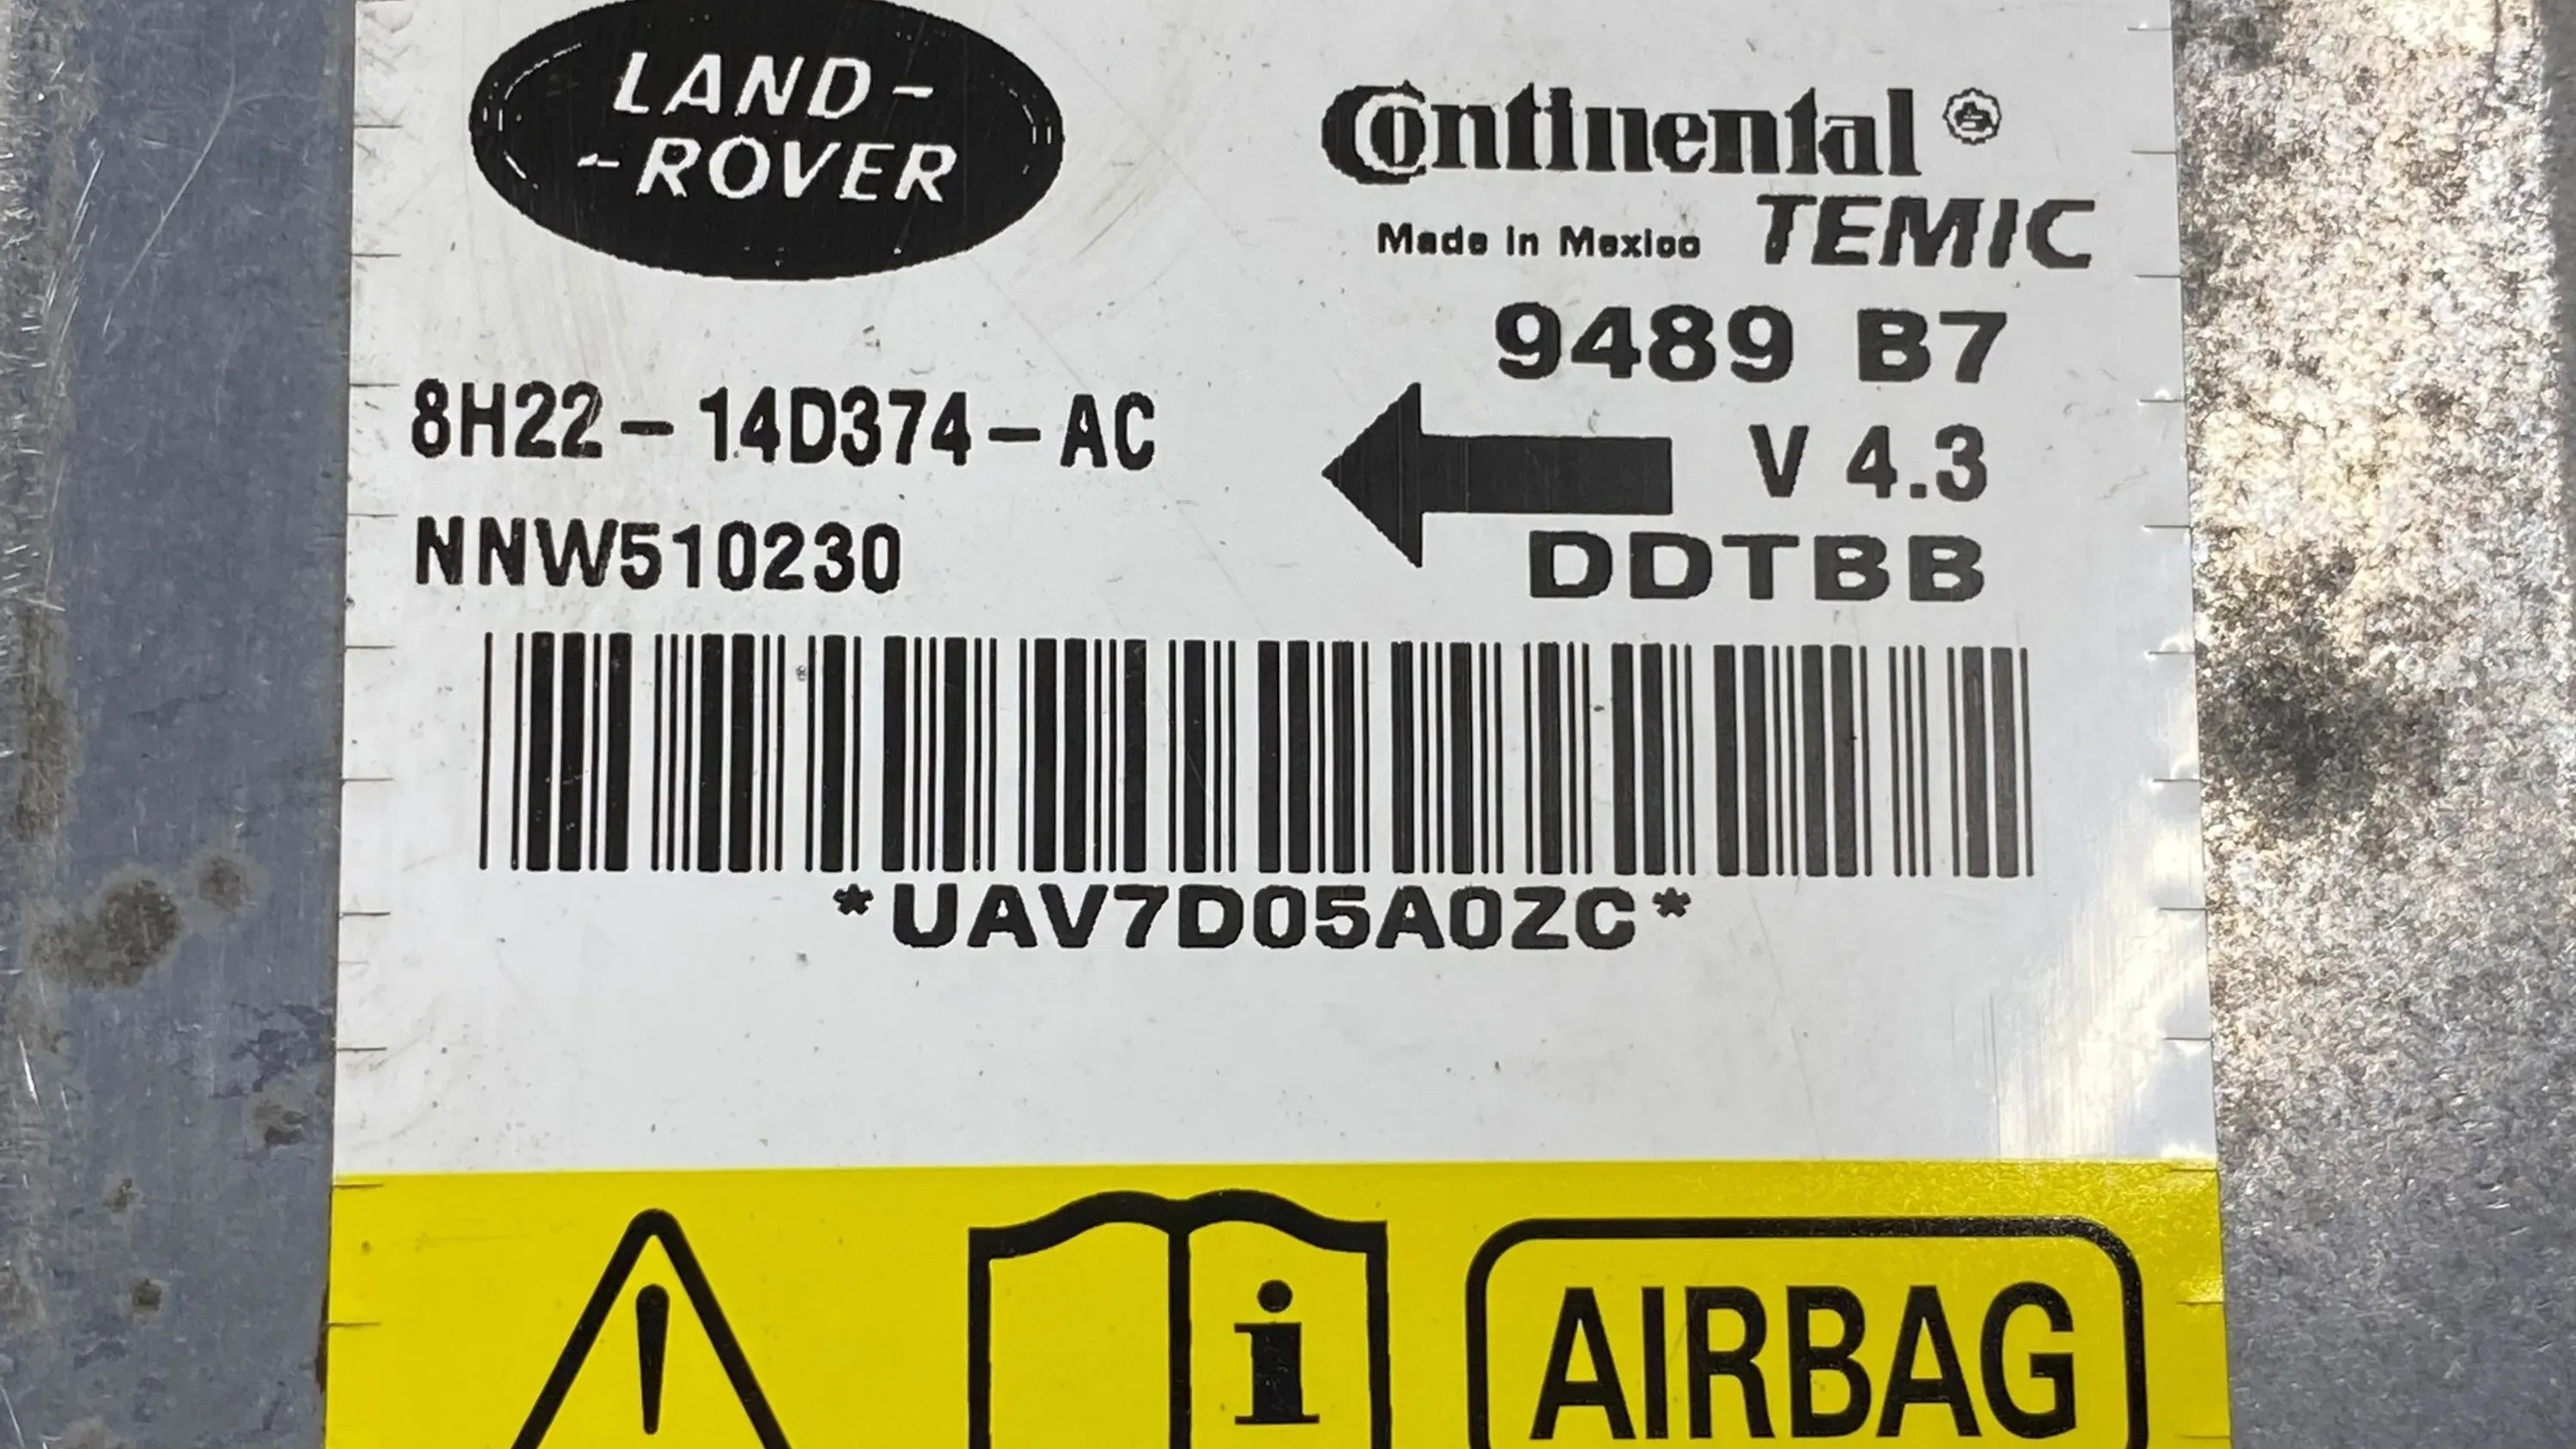 LAND-
-ROVER
Continental
Made in Mexico TEMIC
9489 B7
8H22-14D374-AC
V 4.3
NNW510230
DDTBB
*UAV7D05A0ZC*
i
AIRBAG